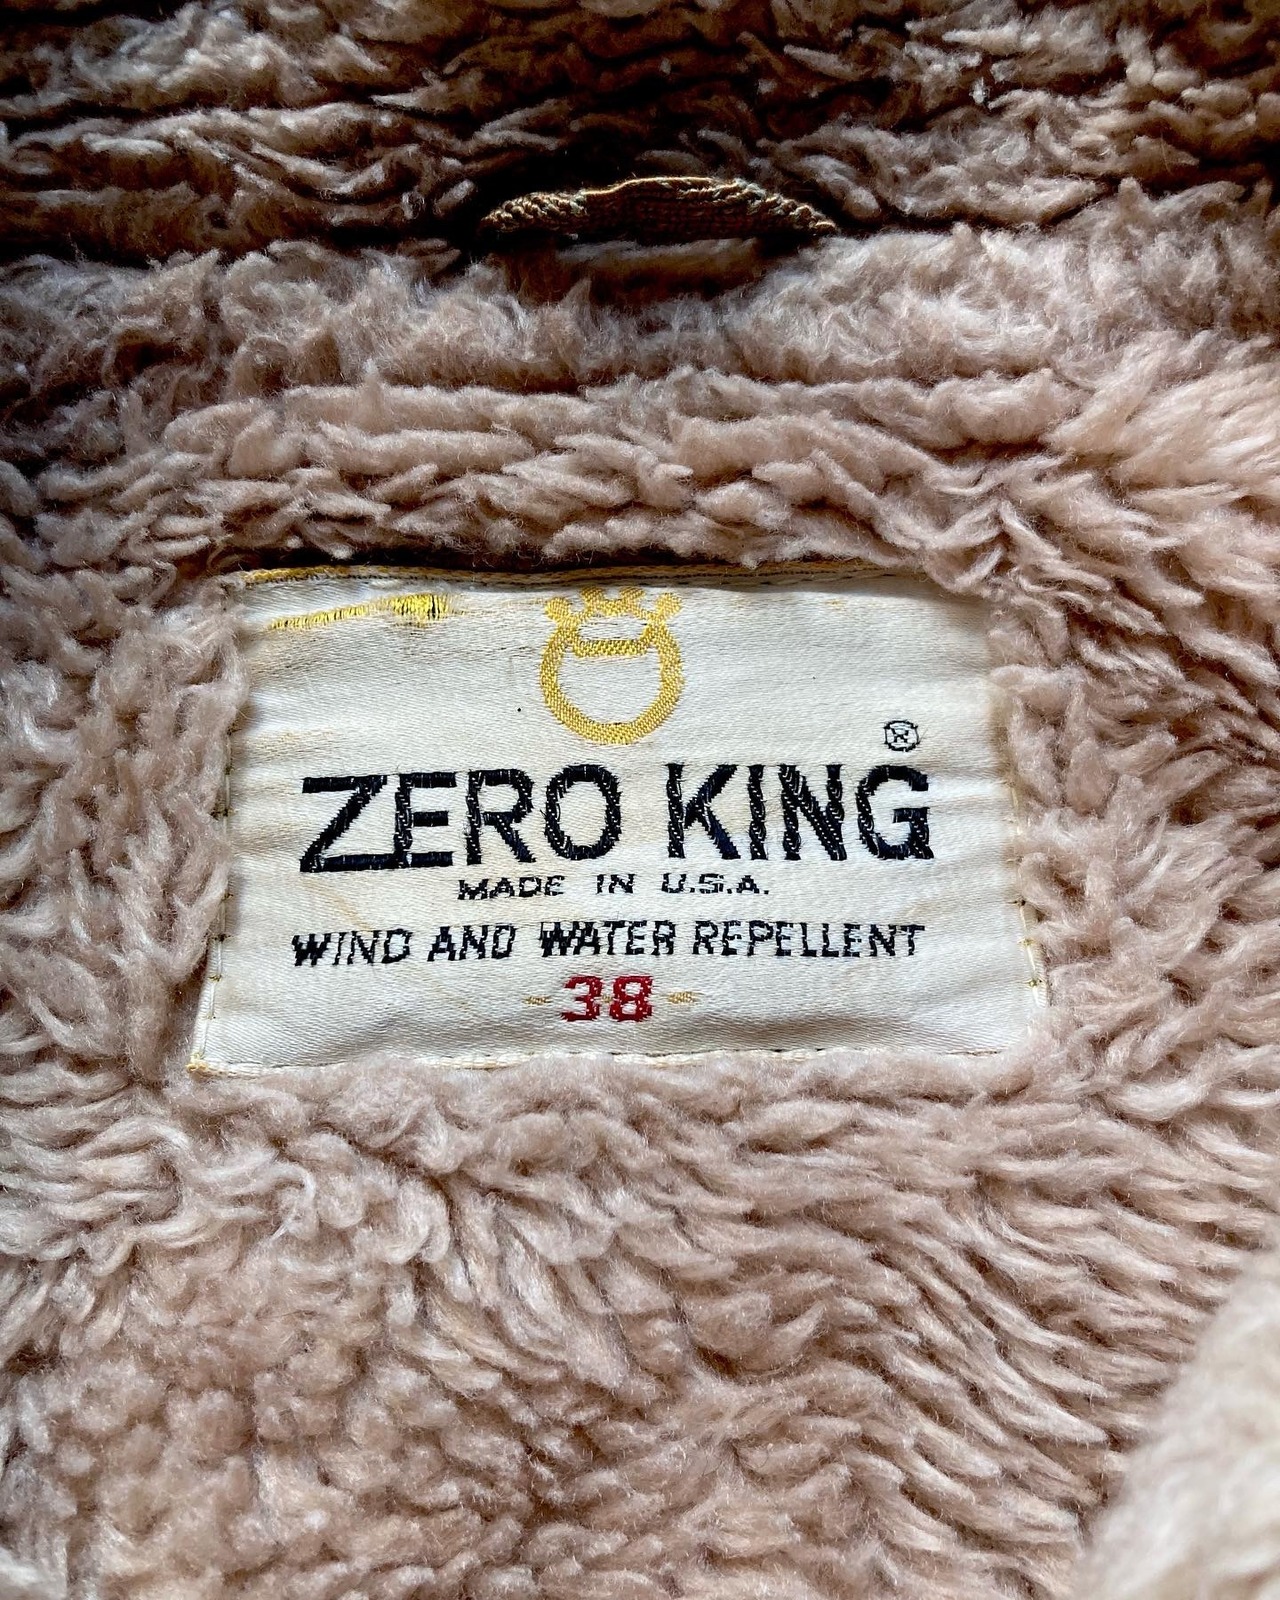 ®
ZERO KING
MADE IN U.S.A.
WIND AND WATER REPELLENT
-38-